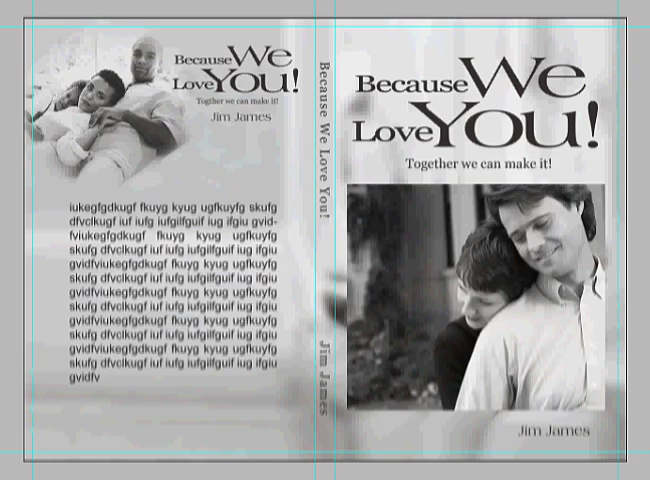 Because We
Love You!
Togther we can make it!
Jim James
iukegfgdkugf fkuyg kyug ugfkuyfg skufg
dfvclkugf iuf iufg iufgilfguif iug ifgiu gvid-
fviukegfgdkugf fkuyg kyug ugfkuyfg
skufg dfvclkugf iuf iufg iufgilfguif iug ifgiu
gvidfviukegfgdkugf fkuyg kyug ugfkuyfg
skufg dfvclkugf iuf iufg iufgilfguif iug ifgiu
gvidfviukegfgdkugf fkuyg kyug ugfkuyfg
skufg dfvclkugf iuf iufg iufgilfguif iug ifgiu
gvidfviukegfgdkugf fkuyg kyug ugfkuyfg
skufg dfvclkugf iuf iufg iufgilfguif iug ifgiu
gvidfviukegfgdkugf fkuyg kyug ugfkuyfg
skufg dfvclkugf iuf iufg iufgilfguif iug ifgiu
gvidfv
Because We Love You!
Jim James
Because We
Love You!
Together we can make it!
Jim James